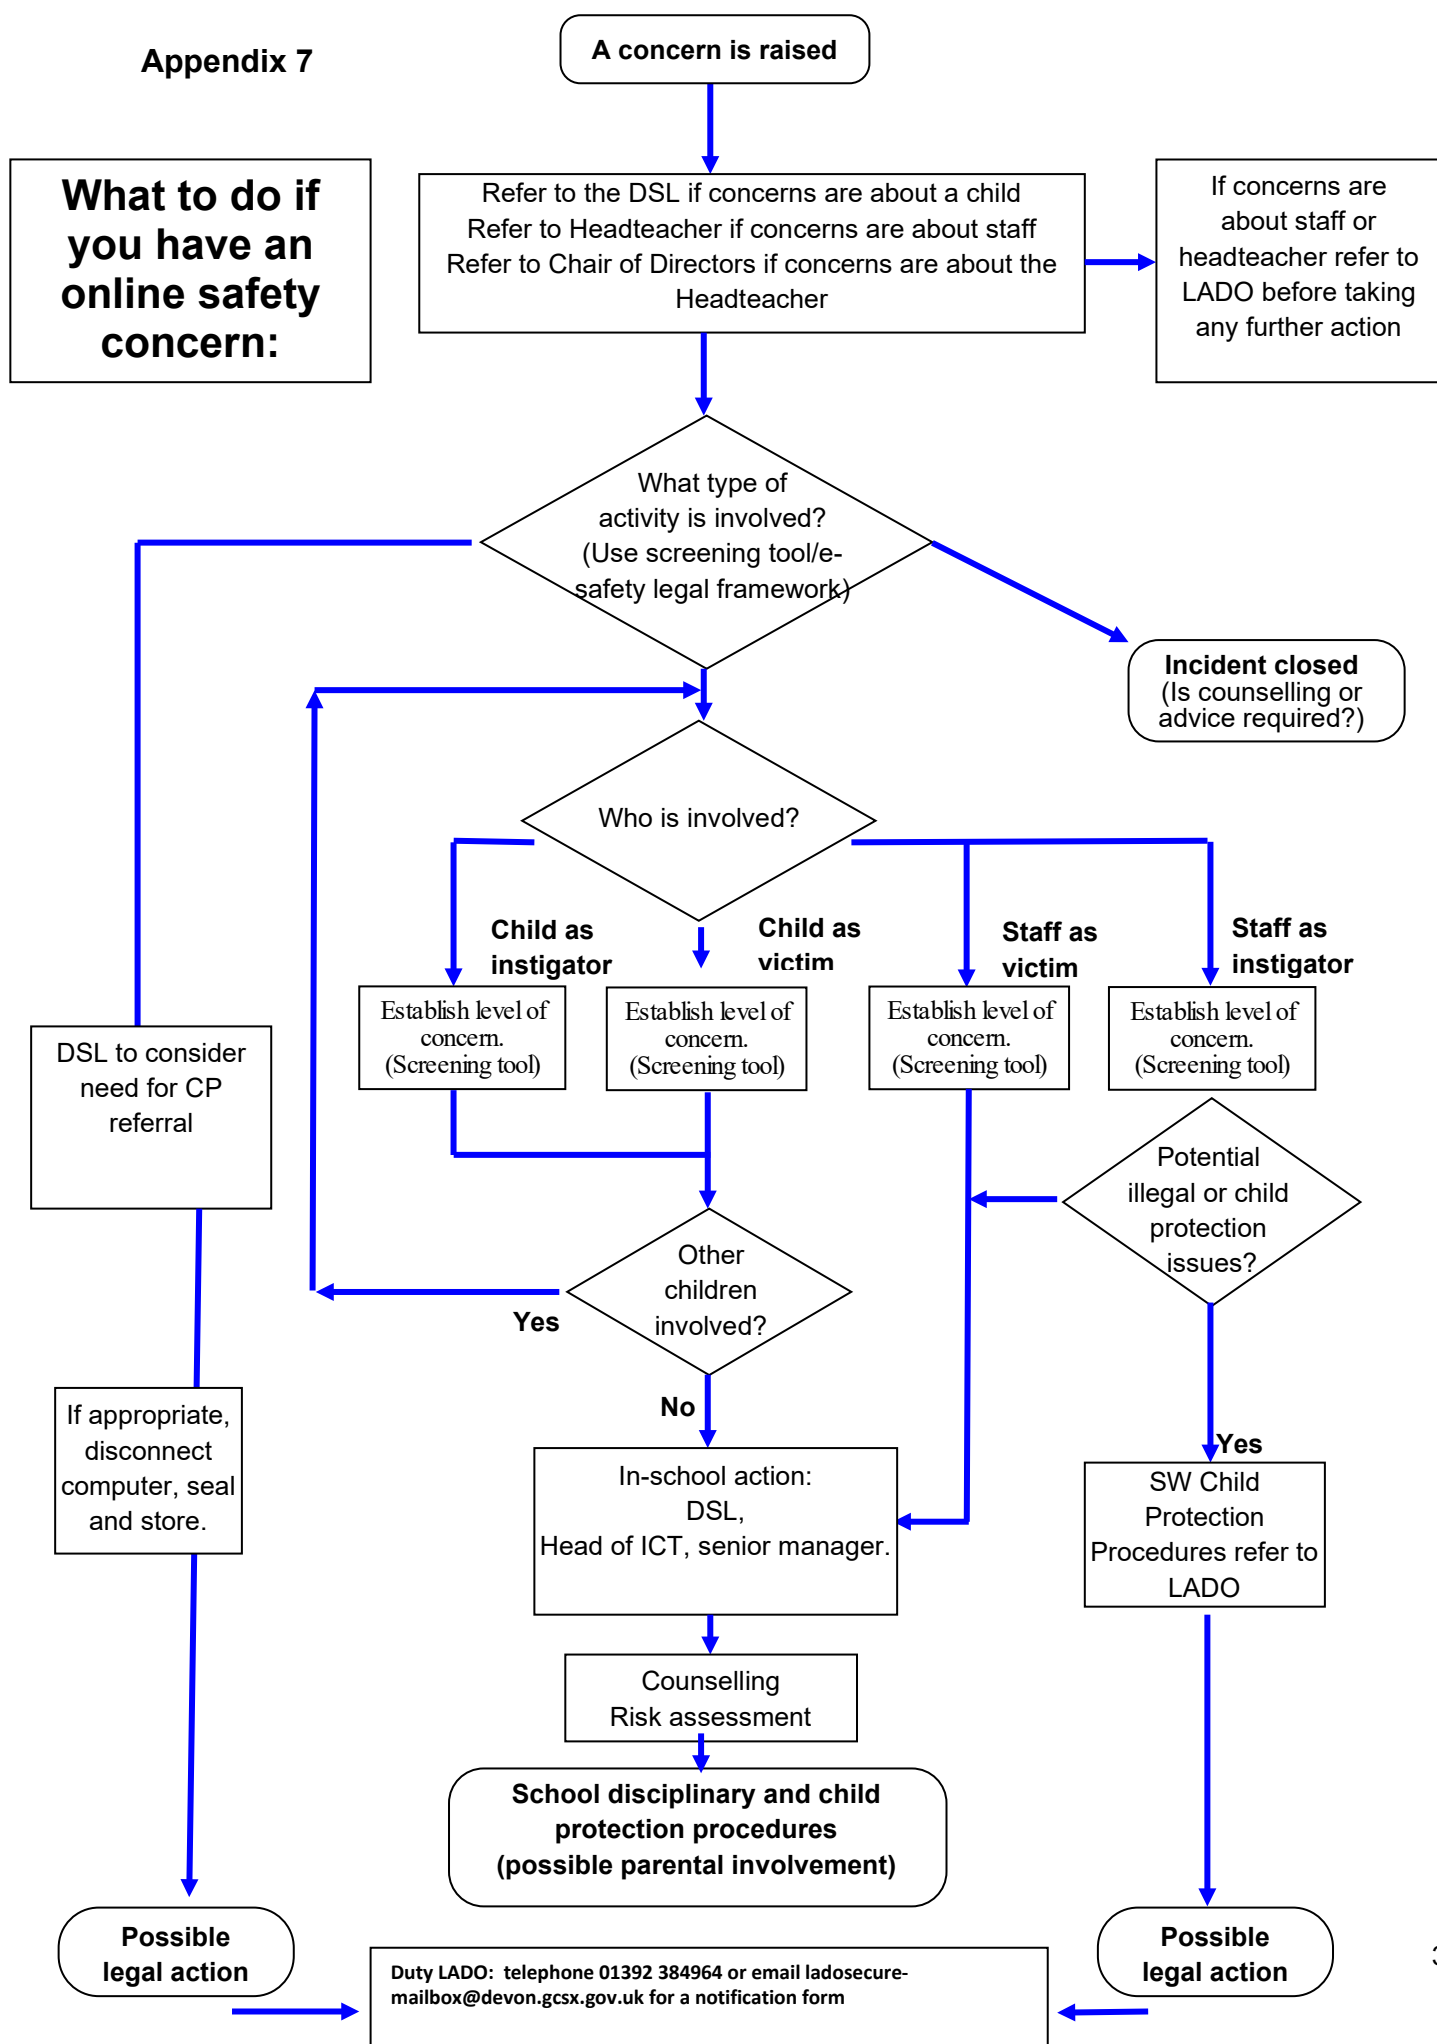 Appendix 7
A concern is raised
What to do if
you have an
online safety
concern:
Refer to the DSL if concerns are about a child
Refer to Headteacher if concerns are about staff
Refer to Chair of Directors if concerns are about the
Headteacher
If concerns are
about staff or
headteacher refer to
LADO before taking
any further action
What type of
activity is involved?
(Use screening tool/e-
safety legal framework)
Incident closed
(Is counselling or
advice required?)
Who is involved?
Child as
instigator
Child as
victim
Staff as
victim
Staff as
instigator
Establish level of
concern.
(Screening tool)
Establish level of
concern.
(Screening tool)
Establish level of
concern.
(Screening tool)
Establish level of
concern.
(Screening tool)
DSL to consider
need for CP
referral
Potential
illegal or child
protection
issues?
Other
children
involved?
Yes
No
If appropriate,
disconnect
computer, seal
and store.
In-school action:
DSL,
Head of ICT, senior manager.
Yes
SW Child
Protection
Procedures refer to
LADO
Counselling
Risk assessment
School disciplinary and child
protection procedures
(possible parental involvement)
Possible
legal action
Possible
legal action
Duty LADO:  telephone 01392 384964 or email ladosecure-
mailbox@devon.gcsx.gov.uk for a notification form